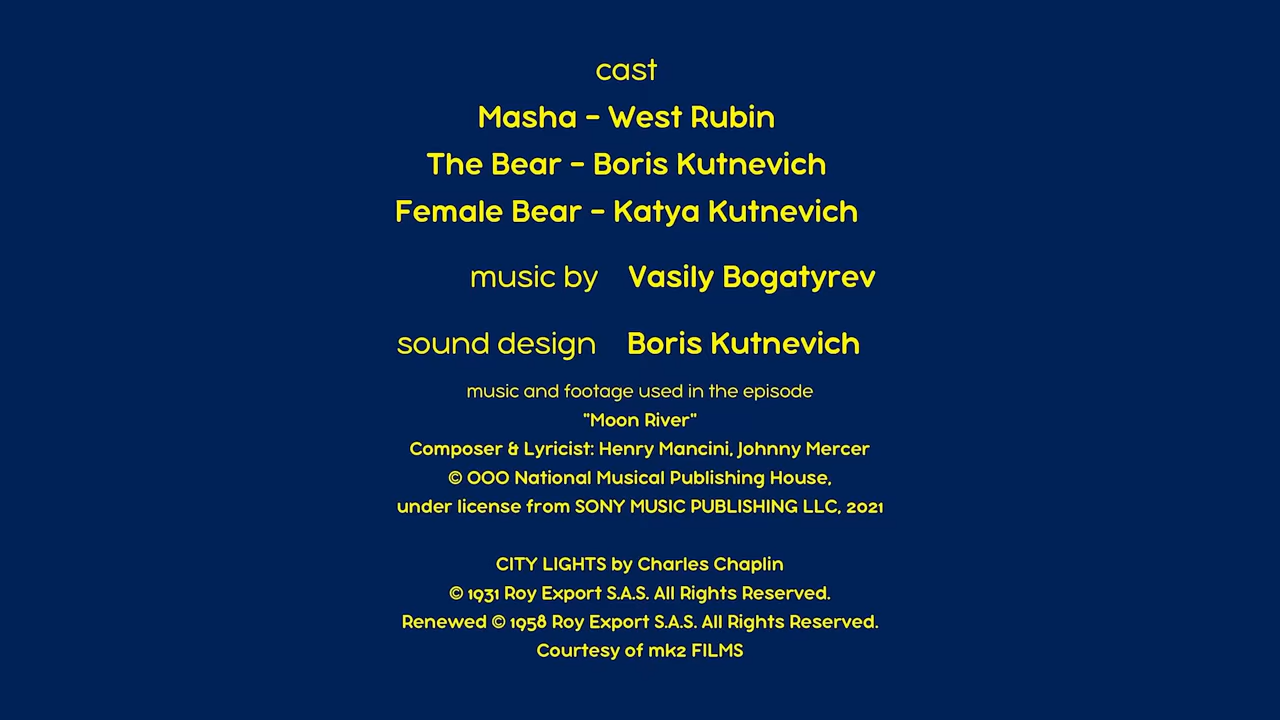 cast
Masha - West Rubin
The Bear - Boris Kutnevich
Female Bear - Katya Kutnevich
music by Vasily Bogatyrev
sound design Boris Kutnevich
music and footage used in the episode
"Moon River"
Composer & Lyricist: Henry Mancini, Johnny Mercer
© OOO National Musical Publishing House,
under license from SONY MUSIC PUBLISHING LLC, 2021
CITY LIGHTS by Charles Chaplin
© 1931 Roy Export S.A.S. All Rights Reserved.
Renewed © 1958 Roy Export S.A.S. All Rights Reserved.
Courtesy of mk2 FILMS